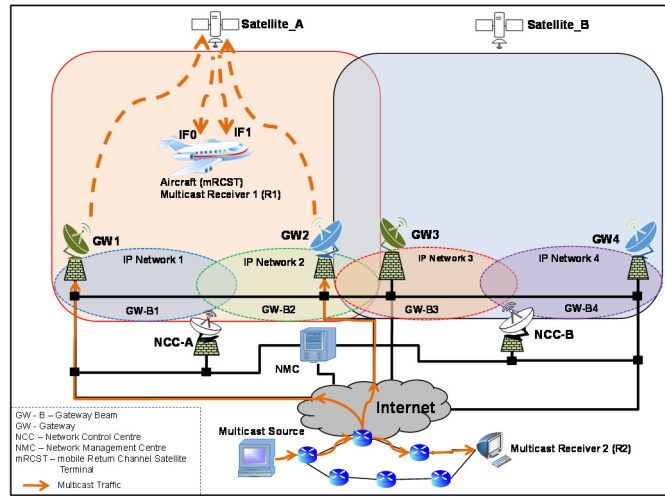 Satellite_A
Satellite_B
IF0
IF1
Aircraft (mRCST)
Multicast Receiver 1 (R1)
GW1
GW2
GW3
GW4
IP Network 1
IP Network 2
IP Network 3
IP Network 4
GW-B1
GW-B2
GW-B3
GW-B4
NCC-A
NCC-B
NMC
Internet
GW - B – Gateway Beam
GW - Gateway
NCC – Network Control Centre
NMC – Network Management Centre
mRCST – mobile Return Channel Satellite
Terminal
Multicast Traffic
Multicast Source
Multicast Receiver 2 (R2)